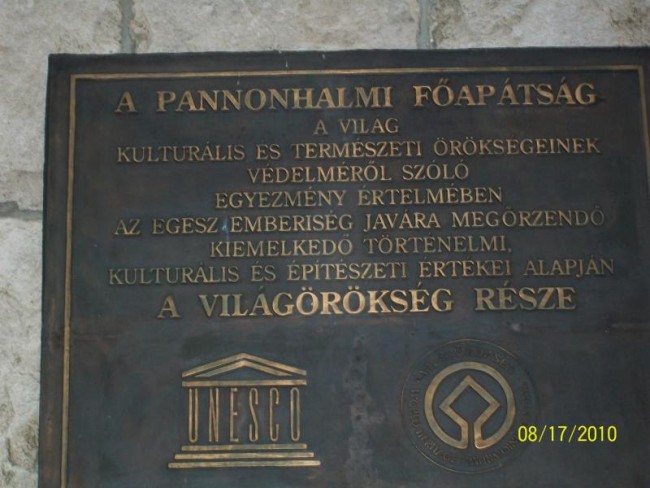 A PANNONHALMI FŐAPÁTSÁG
A VILÁG
KULTURÁLIS ÉS TERMÉSZETI ÖRÖKSÉGEINEK
VÉDELMÉRŐL SZÓLÓ
EGYEZMÉNY ÉRTELMÉBEN
AZ EGÉSZ EMBERISÉG JAVÁRA MEGŐRZENDŐ
KIEMELKEDŐ TÖRTÉNELMI,
KULTURÁLIS ÉS ÉPÍTÉSZETI ÉRTÉKEI ALAPJÁN
A VILÁGÖRÖKSÉG RÉSZE
UNESCO
08/17/2010